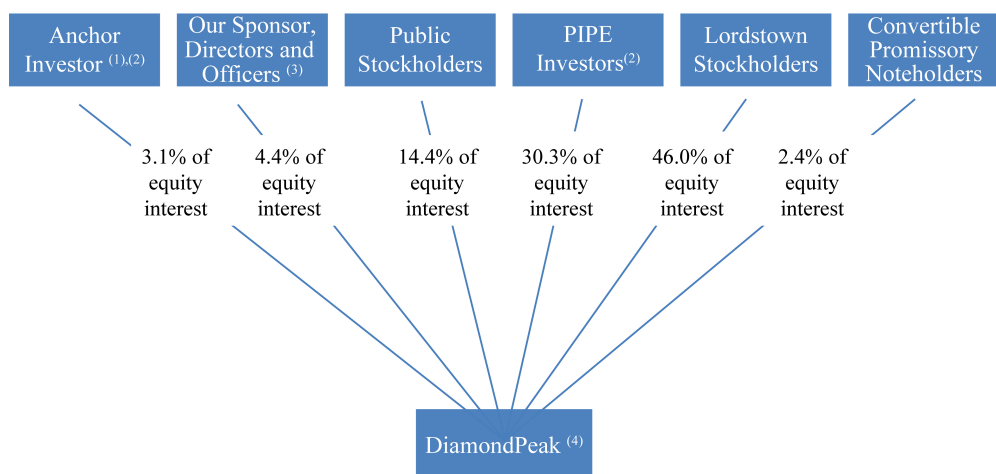 Anchor
Investor (1),(2)
Our Sponsor,
Directors and
Officers (3)
Public
Stockholders
PIPE
Investors(2)
Lordstown
Stockholders
Convertible
Promissory
Noteholders
3.1% of
equity
interest
4.4% of
equity
interest
14.4% of
equity
interest
30.3% of
equity
interest
46.0% of
equity
interest
2.4% of
equity
interest
DiamondPeak (4)